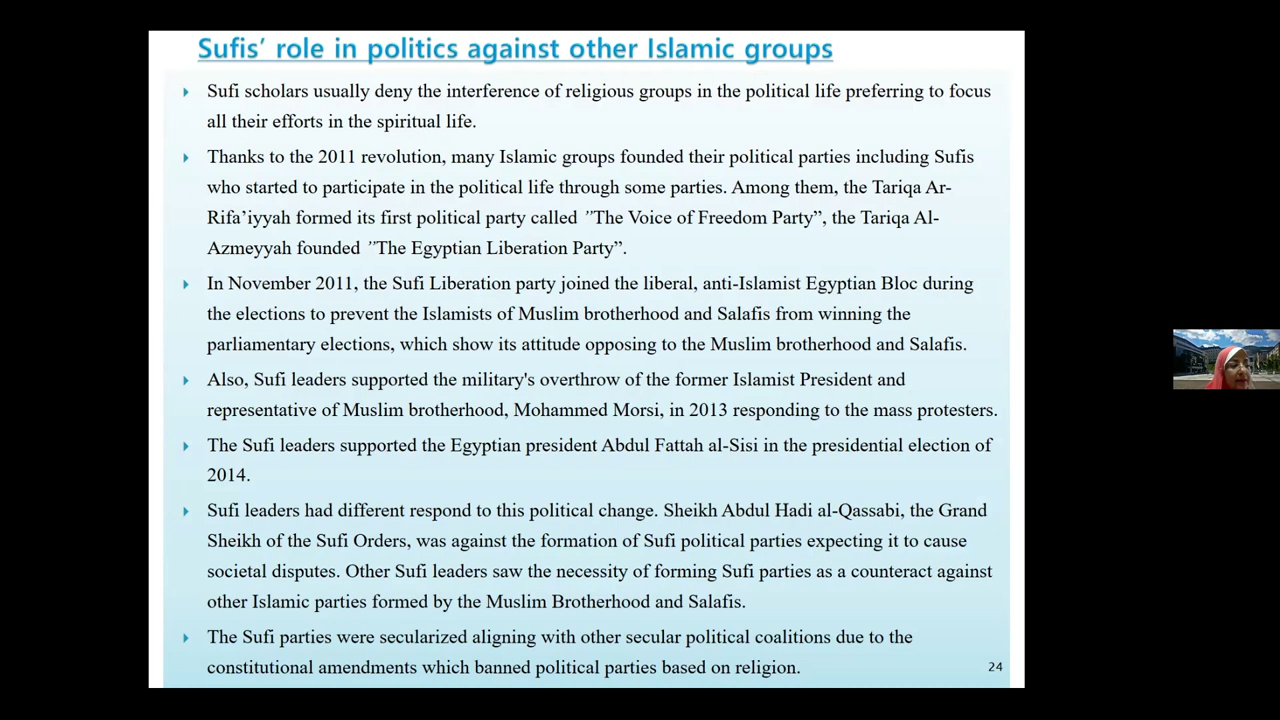 Sufis’ role in politics against other Islamic groups
Sufi scholars usually deny the interference of religious groups in the political life preferring to focus
all their efforts in the spiritual life.
Thanks to the 2011 revolution, many Islamic groups founded their political parties including Sufis
who started to participate in the political life through some parties. Among them, the Tariqa Ar-
Rifa’iyyah formed its first political party called ”The Voice of Freedom Party”, the Tariqa Al-
Azmeyyah founded ”The Egyptian Liberation Party”.
In November 2011, the Sufi Liberation party joined the liberal, anti-Islamist Egyptian Bloc during
the elections to prevent the Islamists of Muslim brotherhood and Salafis from winning the
parliamentary elections, which show its attitude opposing to the Muslim brotherhood and Salafis.
Also, Sufi leaders supported the military's overthrow of the former Islamist President and
representative of Muslim brotherhood, Mohammed Morsi, in 2013 responding to the mass protesters.
The Sufi leaders supported the Egyptian president Abdul Fattah al-Sisi in the presidential election of
2014.
Sufi leaders had different respond to this political change. Sheikh Abdul Hadi al-Qassabi, the Grand
Sheikh of the Sufi Orders, was against the formation of Sufi political parties expecting it to cause
societal disputes. Other Sufi leaders saw the necessity of forming Sufi parties as a counteract against
other Islamic parties formed by the Muslim Brotherhood and Salafis.
The Sufi parties were secularized aligning with other secular political coalitions due to the
constitutional amendments which banned political parties based on religion.
24